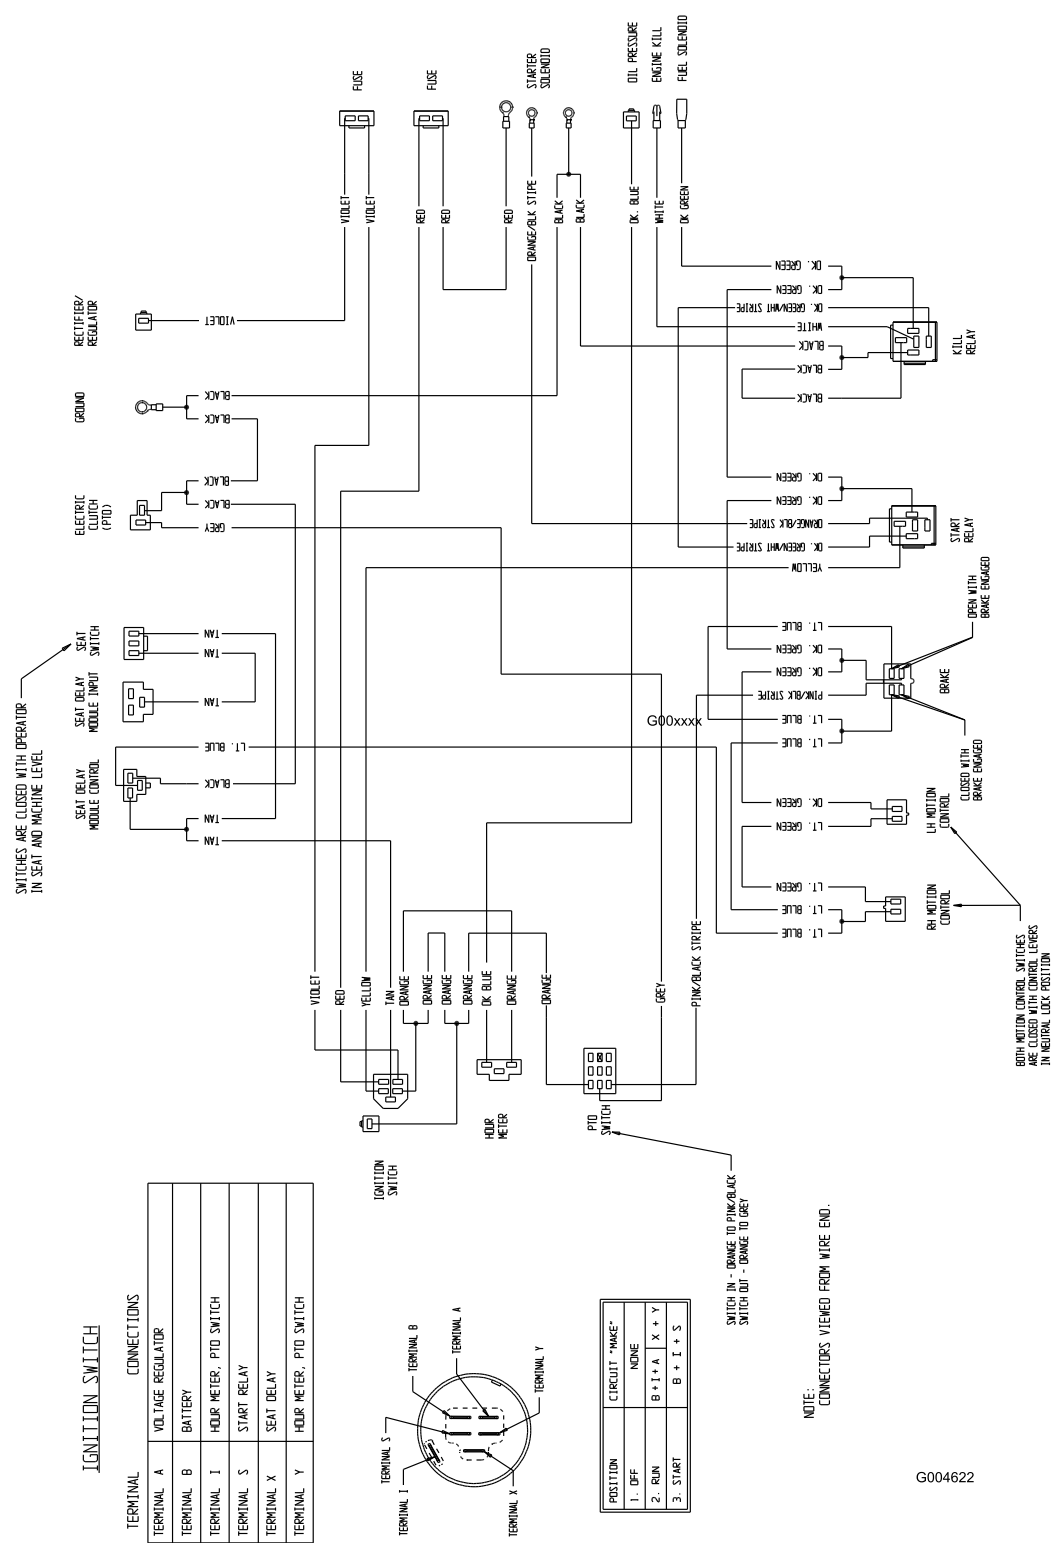 FUSE
FUSE
STARTER
SOLENOID
OIL PRESSURE
ENGINE KILL
FUEL SOLENOID
VIOLET
VIOLET
RED
RED
RED
ORANGE/BLK STIPE
BLACK
BLACK
DK. BLUE
WHITE
DK GREEN
RECTIFIER/
REGULATOR
VIOLET
GROUND
BLACK
BLACK
ELECTRIC
CLUTCH
(PTO)
BLACK
BLACK
GREY
SWITCHES ARE CLOSED WITH OPERATOR
IN SEAT AND MACHINE LEVEL
SEAT
SWITCH
TAN
TAN
SEAT DELAY
MODULE INPUT
TAN
SEAT DELAY
MODULE CONTROL
LT. BLUE
BLACK
TAN
TAN
DK. GREEN
DK. GREEN
DK. GREEN/WHT STRIPE
WHITE
BLACK
BLACK
BLACK
KILL
RELAY
DK. GREEN
DK. GREEN
ORANGE/BLK STRIPE
DK. GREEN/WHT STRIPE
YELLOW
START
RELAY
OPEN WITH
BRAKE ENGAGED
LT. BLUE
DK. GREEN
DK. GREEN
PINK/BLK STRIPE
LT. BLUE
LT. BLUE
BRAKE
G00xxxx
CLOSED WITH
BRAKE ENGAGED
DK. GREEN
LT. GREEN
LH MOTION
CONTROL
LT. GREEN
LT. BLUE
LT. BLUE
RH MOTION
CONTROL
BOTH MOTION CONTROL SWITCHES
ARE CLOSED WITH CONTROL LEVERS
IN NEUTRAL LOCK POSITION
VIOLET
RED
YELLOW
TAN
ORANGE
ORANGE
ORANGE
ORANGE
DK BLUE
ORANGE
ORANGE
GREY
PINK/BLACK STRIPE
IGNITION
SWITCH
HOUR
METER
PTO
SWITCH
SWITCH IN - ORANGE TO PINK/BLACK
SWITCH OUT - ORANGE TO GREY
IGNITION SWITCH
TERMINAL CONNECTIONS
TERMINAL A VOLTAGE REGULATOR
TERMINAL B BATTERY
TERMINAL I HOUR METER, PTO SWITCH
TERMINAL S START RELAY
TERMINAL X SEAT DELAY
TERMINAL Y HOUR METER, PTO SWITCH
TERMINAL I
TERMINAL S
TERMINAL B
TERMINAL A
TERMINAL Y
TERMINAL X
POSITION CIRCUIT "MAKE"
1. OFF NONE
2. RUN B+I+A X + Y
3. START B + I + S
NOTE:
CONNECTORS VIEWED FROM WIRE END.
G004622